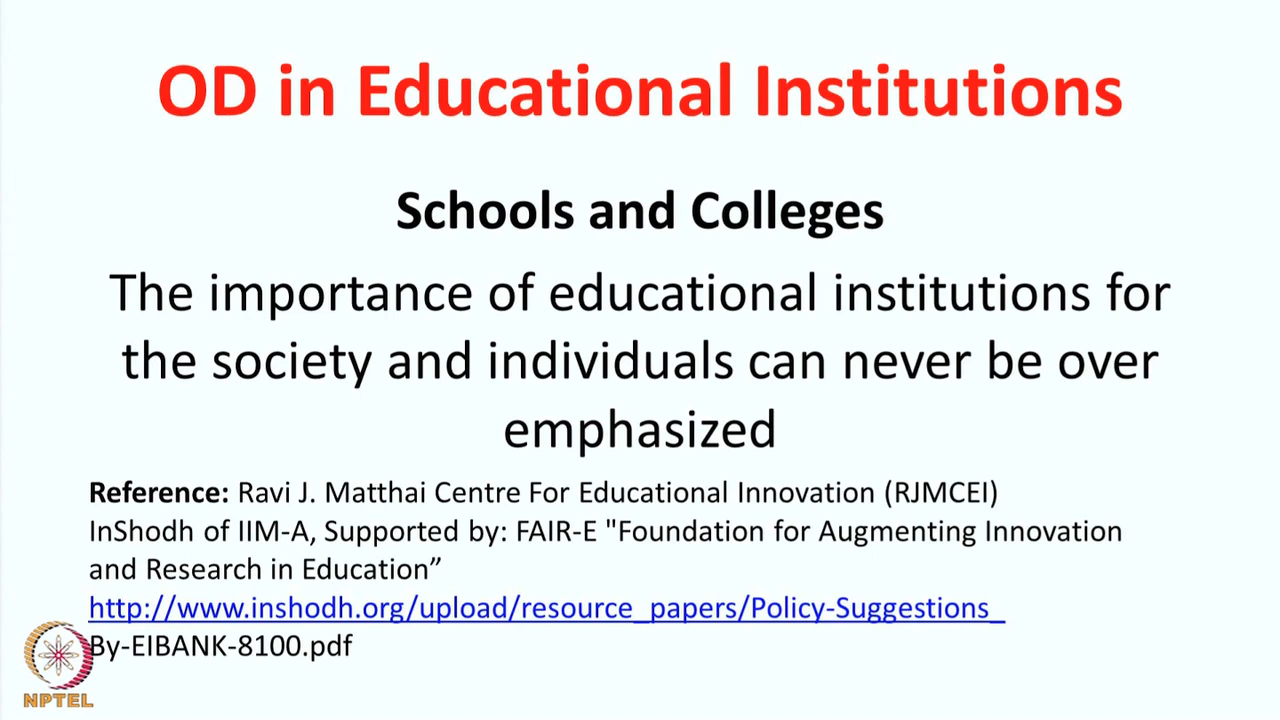 OD in Educational Institutions
Schools and Colleges
The importance of educational institutions for
the society and individuals can never be over
emphasized
Reference: Ravi J. Matthai Centre For Educational Innovation (RJMCEI)
InShodh of IIM-A, Supported by: FAIR-E "Foundation for Augmenting Innovation
and Research in Education”
http://www.inshodh.org/upload/resource_papers/Policy-Suggestions_
By-EIBANK-8100.pdf
NPTEL